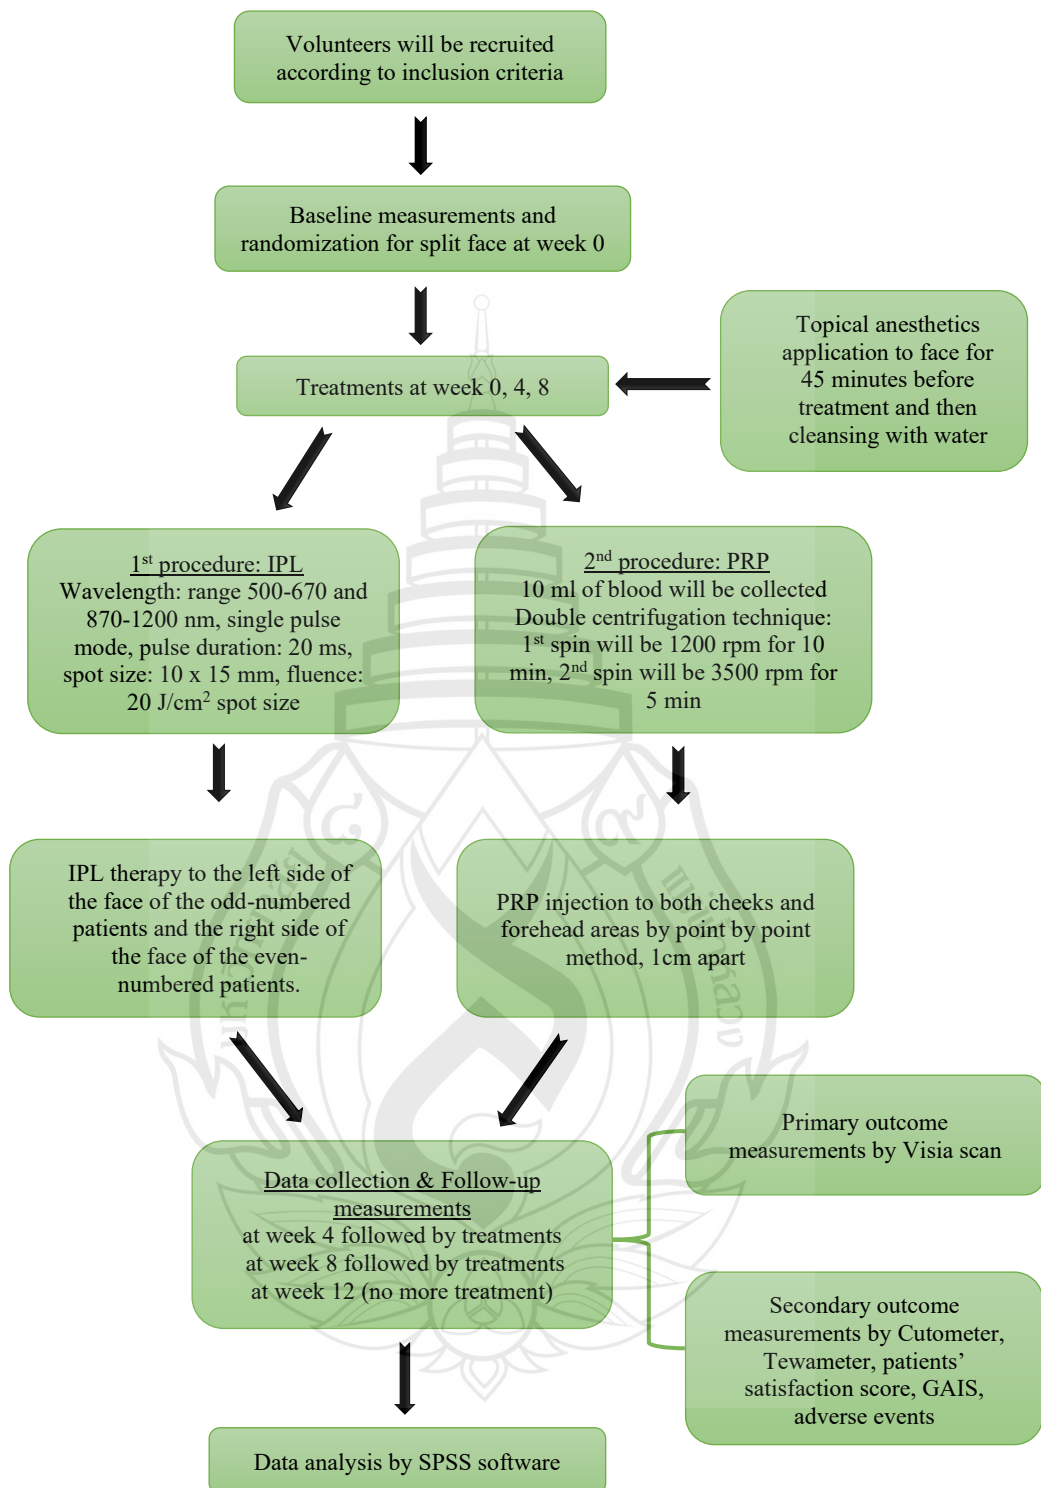 Volunteers will be recruited
according to inclusion criteria
Baseline measurements and
randomization for split face at week 0
Topical anesthetics
application to face for
45 minutes before
treatment and then
cleansing with water
Treatments at week 0, 4, 8
1st procedure: IPL
Wavelength: range 500-670 and
870-1200 nm, single pulse
mode, pulse duration: 20 ms,
spot size: 10 x 15 mm, fluence:
20 J/cm2 spot size
2nd procedure: PRP
10 ml of blood will be collected
Double centrifugation technique:
1st spin will be 1200 rpm for 10
min, 2nd spin will be 3500 rpm for
5 min
IPL therapy to the left side of
the face of the odd-numbered
patients and the right side of
the face of the even-
numbered patients.
PRP injection to both cheeks and
forehead areas by point by point
method, 1cm apart
Data collection & Follow-up
measurements
at week 4 followed by treatments
at week 8 followed by treatments
at week 12 (no more treatment)
Primary outcome
measurements by Visia scan
Secondary outcome
measurements by Cutometer,
Tewameter, patients’
satisfaction score, GAIS,
adverse events
Data analysis by SPSS software